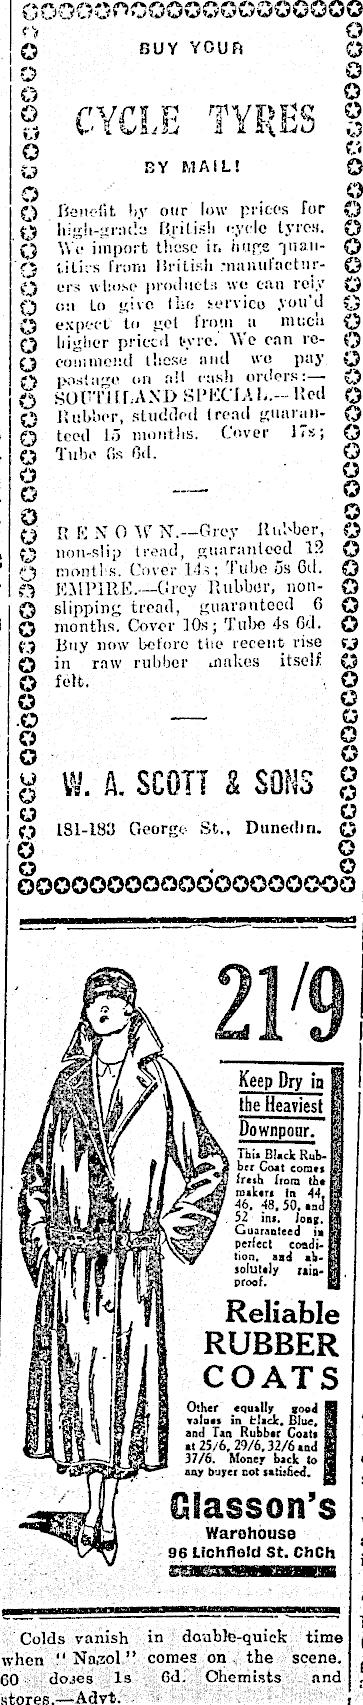 BUY YOUR
CYCLE TYRES
BY MAIL!
Benefit by our low prices for
high-grade British cycle tyres.
We import these in huge quan-
tities from British manufactur-
ers whose products we can rely
on to give the service you'd
expect to get from a much
higher priced tyre. We can re-
commend these and we pay
postage on all cash orders:—
SOUTHLAND SPECIAL.—Red
Rubber, studded tread guaran-
teed 15 months. Cover 17s;
Tube 6s 6d.
RENOWN.—Grey Rubber,
non-slip tread, guaranteed 12
months. Cover 14s; Tube 5s 6d.
EMPIRE.—Grey Rubber, non-
slipping tread, guaranteed 6
months. Cover 10s; Tube 4s 6d.
Buy now before the recent rise
in raw rubber makes itself
felt.
W. A. SCOTT & SONS
181-183 George St., Dunedin.
21/9
Keep Dry in
the Heaviest
Downpour.
This Black Rub-
ber Coat comes
fresh from the
makers in 44,
46, 48, 50, and
52 ins. long.
Guaranteed in
perfect condi-
tion, and ab-
solutely rain-
proof.
Reliable
RUBBER
COATS
Other equally good
values in Black, Blue,
and Tan Rubber Coats
at 25/6, 29/6, 32/6 and
37/6. Money back to
any buyer not satisfied.
Glasson's
Warehouse
96 Lichfield St. ChCh
Colds vanish in double-quick time
when "Nazol" comes on the scene.
60 doses 1s 6d. Chemists and
stores.—Advt.